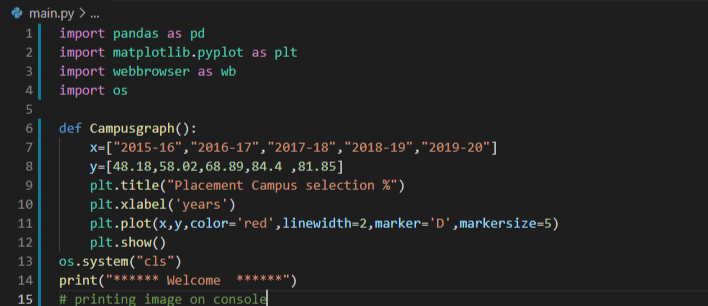 main.py > ...
1 import pandas as pd
2 import matplotlib.pyplot as plt
3 import webbrowser as wb
4 import os
5
6 def Campusgraph():
7     x=["2015-16","2016-17","2017-18","2018-19","2019-20"]
8     y=[48.18,58.02,68.89,84.4 ,81.85]
9     plt.title("Placement Campus selection %")
10     plt.xlabel('years')
11     plt.plot(x,y,color='red',linewidth=2,marker='D',markersize=5)
12     plt.show()
13 os.system("cls")
14 print("****** Welcome  ******")
15 # printing image on console